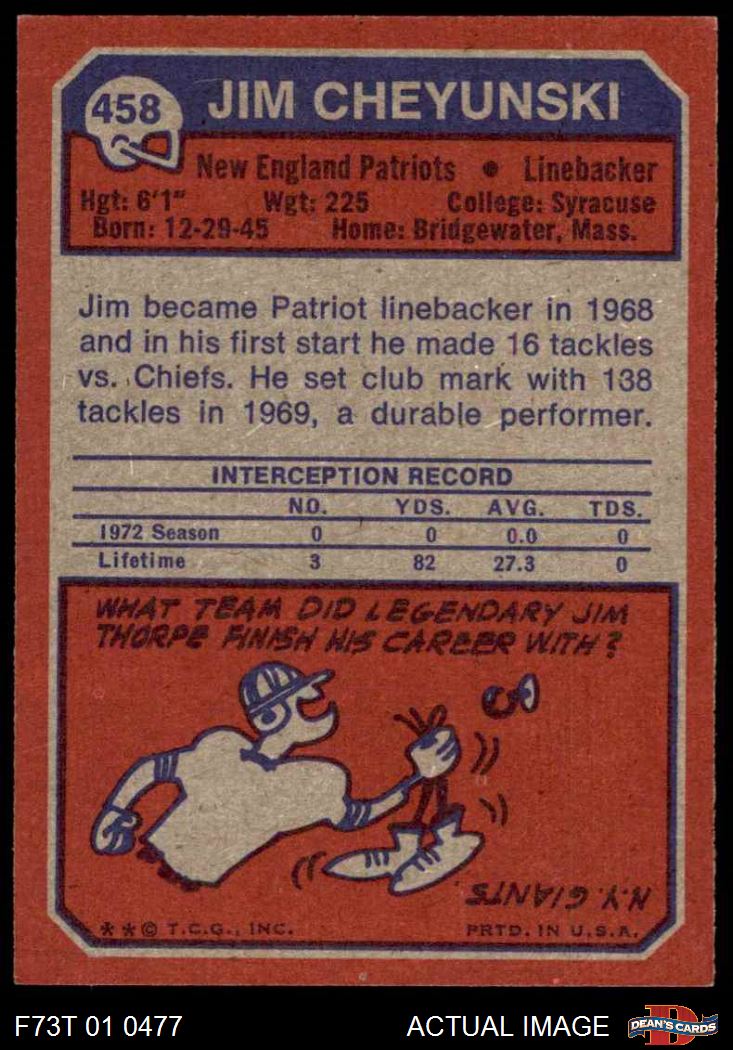 458 JIM CHEYUNSKI
New England Patriots • Linebacker
Hgt: 6'1" Wgt: 225 College: Syracuse
Born: 12-29-45 Home: Bridgewater, Mass.
Jim became Patriot linebacker in 1968
and in his first start he made 16 tackles
vs. Chiefs. He set club mark with 138
tackles in 1969, a durable performer.
INTERCEPTION RECORD
NO. YDS. AVG. TDS.
1972 Season 0 0 0.0 0
Lifetime 3 82 27.3 0
WHAT TEAM DID LEGENDARY JIM
THORPE FINISH HIS CAREER WITH?
N.Y. GIANTS.
**© T.C.G., INC. PRTD. IN U.S.A.
F73T 01 0477 ACTUAL IMAGE D DEAN'S CARDS